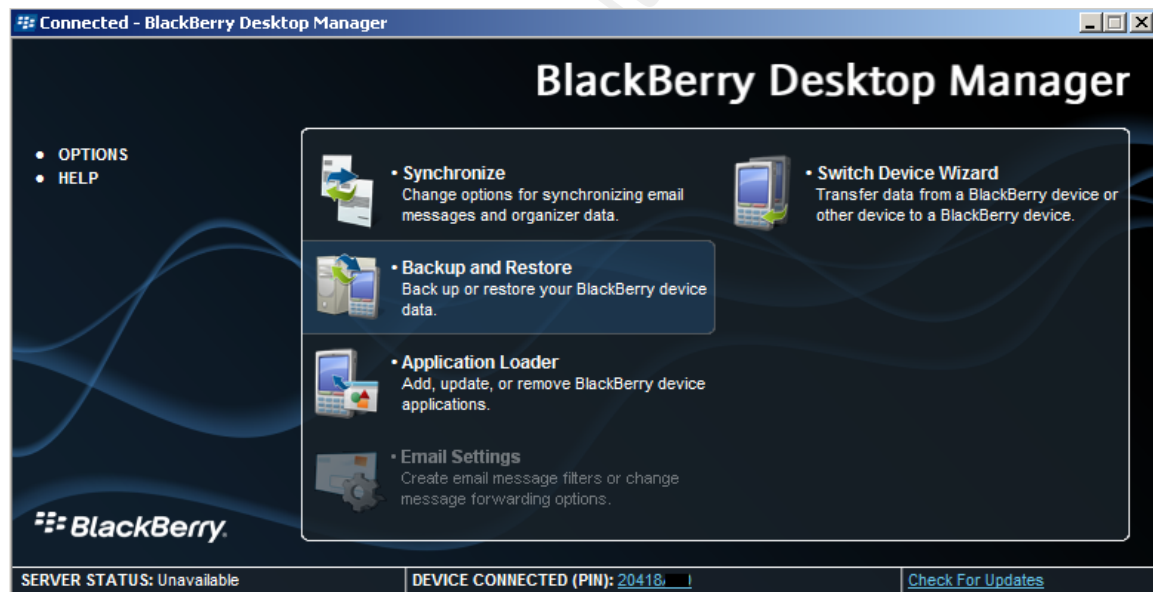 Connected - BlackBerry Desktop Manager
BlackBerry Desktop Manager
• OPTIONS
• HELP
• Synchronize
Change options for synchronizing email
messages and organizer data.
• Switch Device Wizard
Transfer data from a BlackBerry device or
other device to a BlackBerry device.
• Backup and Restore
Back up or restore your BlackBerry device
data.
• Application Loader
Add, update, or remove BlackBerry device
applications.
• Email Settings
Create email message filters or change
message forwarding options.
BlackBerry.
SERVER STATUS: Unavailable
DEVICE CONNECTED (PIN): 20418
Check For Updates